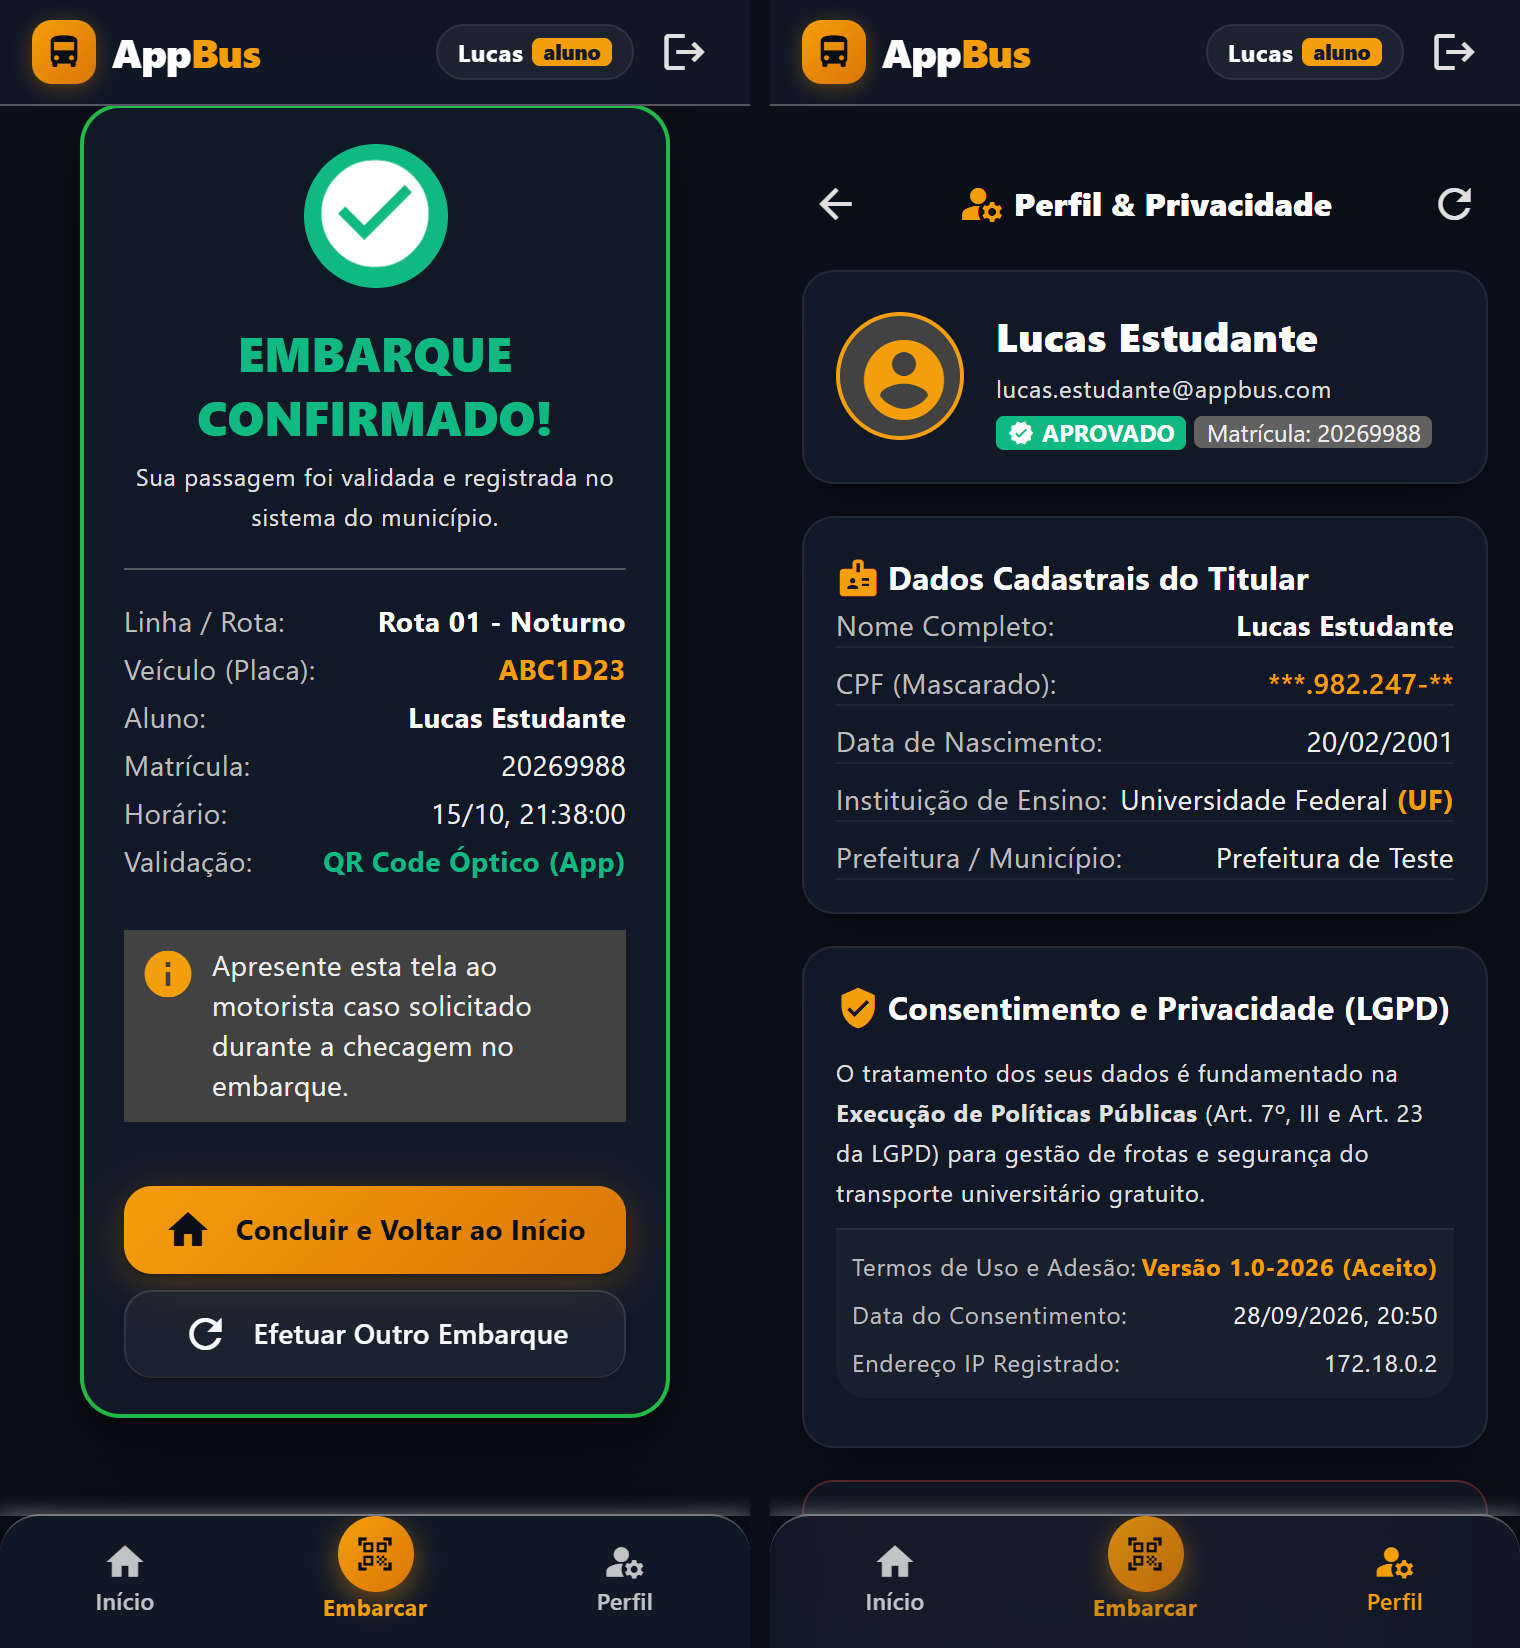 AppBus
Lucas aluno
EMBARQUE
CONFIRMADO!
Sua passagem foi validada e registrada no
sistema do município.
Linha / Rota: Rota 01 - Noturno
Veículo (Placa): ABC1D23
Aluno: Lucas Estudante
Matrícula: 20269988
Horário: 15/10, 21:38:00
Validação: QR Code Óptico (App)
Apresente esta tela ao
motorista caso solicitado
durante a checagem no
embarque.
Concluir e Voltar ao Início
Efetuar Outro Embarque
Início
Embarcar
Perfil
AppBus
Lucas aluno
Perfil & Privacidade
Lucas Estudante
lucas.estudante@appbus.com
APROVADO Matrícula: 20269988
Dados Cadastrais do Titular
Nome Completo: Lucas Estudante
CPF (Mascarado): ***.982.247-**
Data de Nascimento: 20/02/2001
Instituição de Ensino: Universidade Federal (UF)
Prefeitura / Município: Prefeitura de Teste
Consentimento e Privacidade (LGPD)
O tratamento dos seus dados é fundamentado na
Execução de Políticas Públicas (Art. 7º, III e Art. 23
da LGPD) para gestão de frotas e segurança do
transporte universitário gratuito.
Termos de Uso e Adesão: Versão 1.0-2026 (Aceito)
Data do Consentimento: 28/09/2026, 20:50
Endereço IP Registrado: 172.18.0.2
Início
Embarcar
Perfil